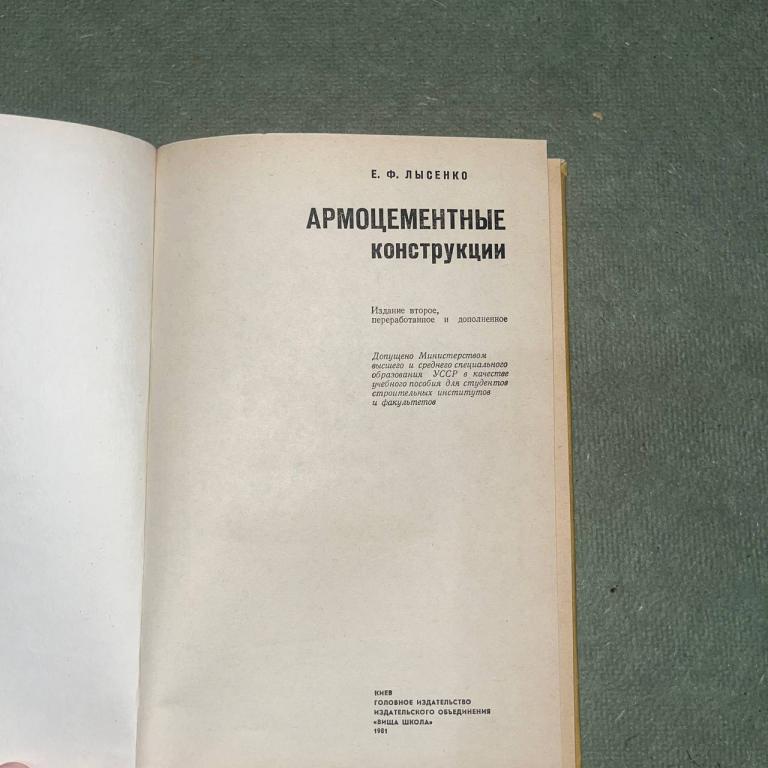 Е. Ф. ЛЫСЕНКО
АРМОЦЕМЕНТНЫЕ
КОНСТРУКЦИИ
Издание второе,
переработанное и дополненное
Допущено Министерством
высшего и среднего специального
образования УССР в качестве
учебного пособия для студентов
строительных институтов
и факультетов
КИЕВ
ГОЛОВНОЕ ИЗДАТЕЛЬСТВО
ИЗДАТЕЛЬСКОГО ОБЪЕДИНЕНИЯ
«ВИЩА ШКОЛА»
1981